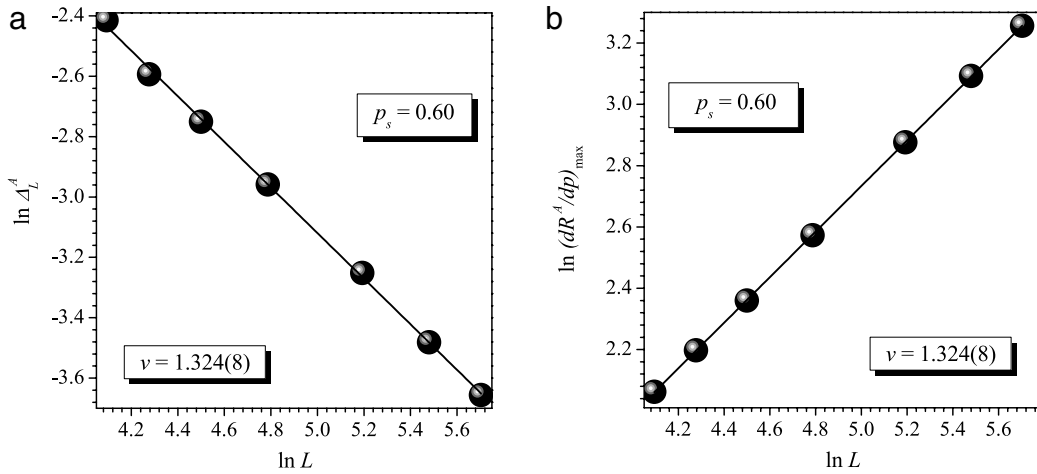 a
-2.4
-2.6
-2.8
-3.0
-3.2
-3.4
-3.6
ln Δ_L^A
p_s = 0.60
ν = 1.324(8)
4.2 4.4 4.6 4.8 5.0 5.2 5.4 5.6
ln L
b
3.2
3.0
2.8
2.6
2.4
2.2
ln (dR^A/dp)_max
p_s = 0.60
ν = 1.324(8)
4.2 4.4 4.6 4.8 5.0 5.2 5.4 5.6
ln L